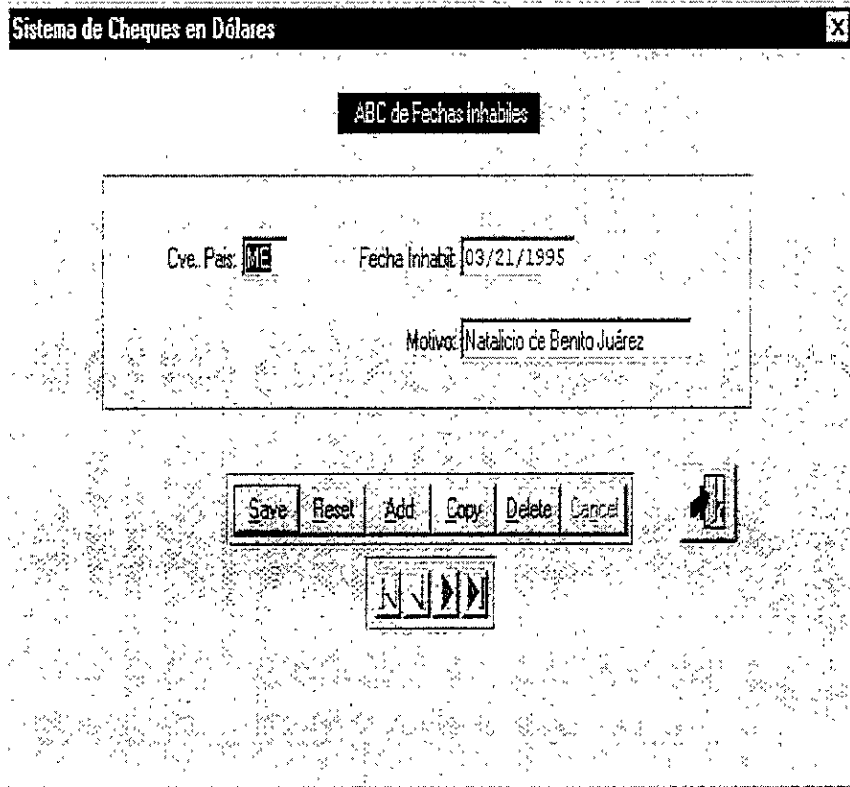 Sistema de Cheques en Dólares X
ABC de Fechas Inhabiles
Cve. Pais: ME Fecha Inhabil: 03/21/1995
Motivo: Natalicio de Benito Juárez
Save Reset Add Copy Delete Cancel